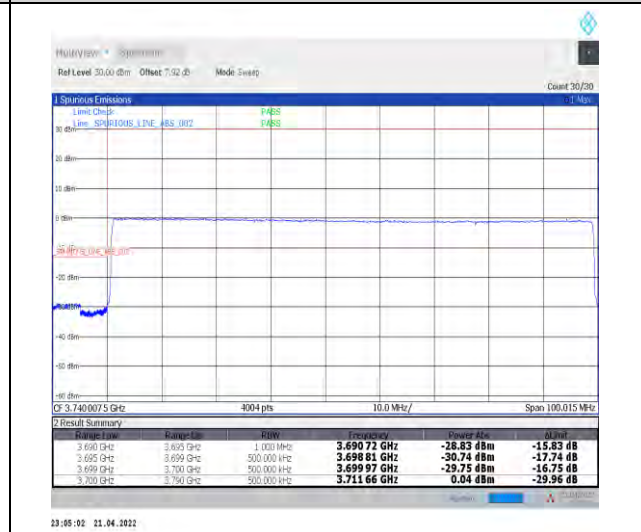 MultiView Spectrum
Ref Level 30.00 dBm Offset 7.92 dB Mode Sweep
Count 30/30
1 Spurious Emissions
Limit Check PASS
Line _SPURIOUS_LINE_ABS_002 PASS
30 dBm
20 dBm
10 dBm
0 dBm
-20 dBm
-40 dBm
-50 dBm
-60 dBm
CF 3.7400075 GHz 4004 pts 10.0 MHz/ Span 100.015 MHz
2 Result Summary
Range Low Range Up RBW Frequency Power Abs ΔLimit
3.690 GHz 3.695 GHz 1.000 MHz 3.690 72 GHz -28.83 dBm -15.83 dB
3.695 GHz 3.699 GHz 500.000 kHz 3.698 81 GHz -30.74 dBm -17.74 dB
3.699 GHz 3.700 GHz 500.000 kHz 3.699 97 GHz -29.75 dBm -16.75 dB
3.700 GHz 3.790 GHz 500.000 kHz 3.711 66 GHz 0.04 dBm -29.96 dB
23:05:02 21.04.2022